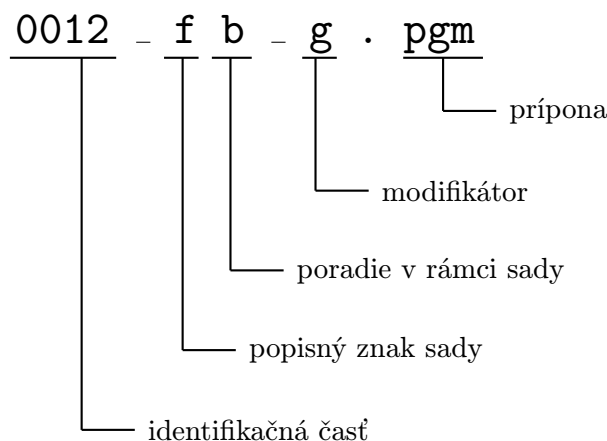 0012 _ f b _ g . pgm
prípona
modifikátor
poradie v rámci sady
popisný znak sady
identifikačná časť